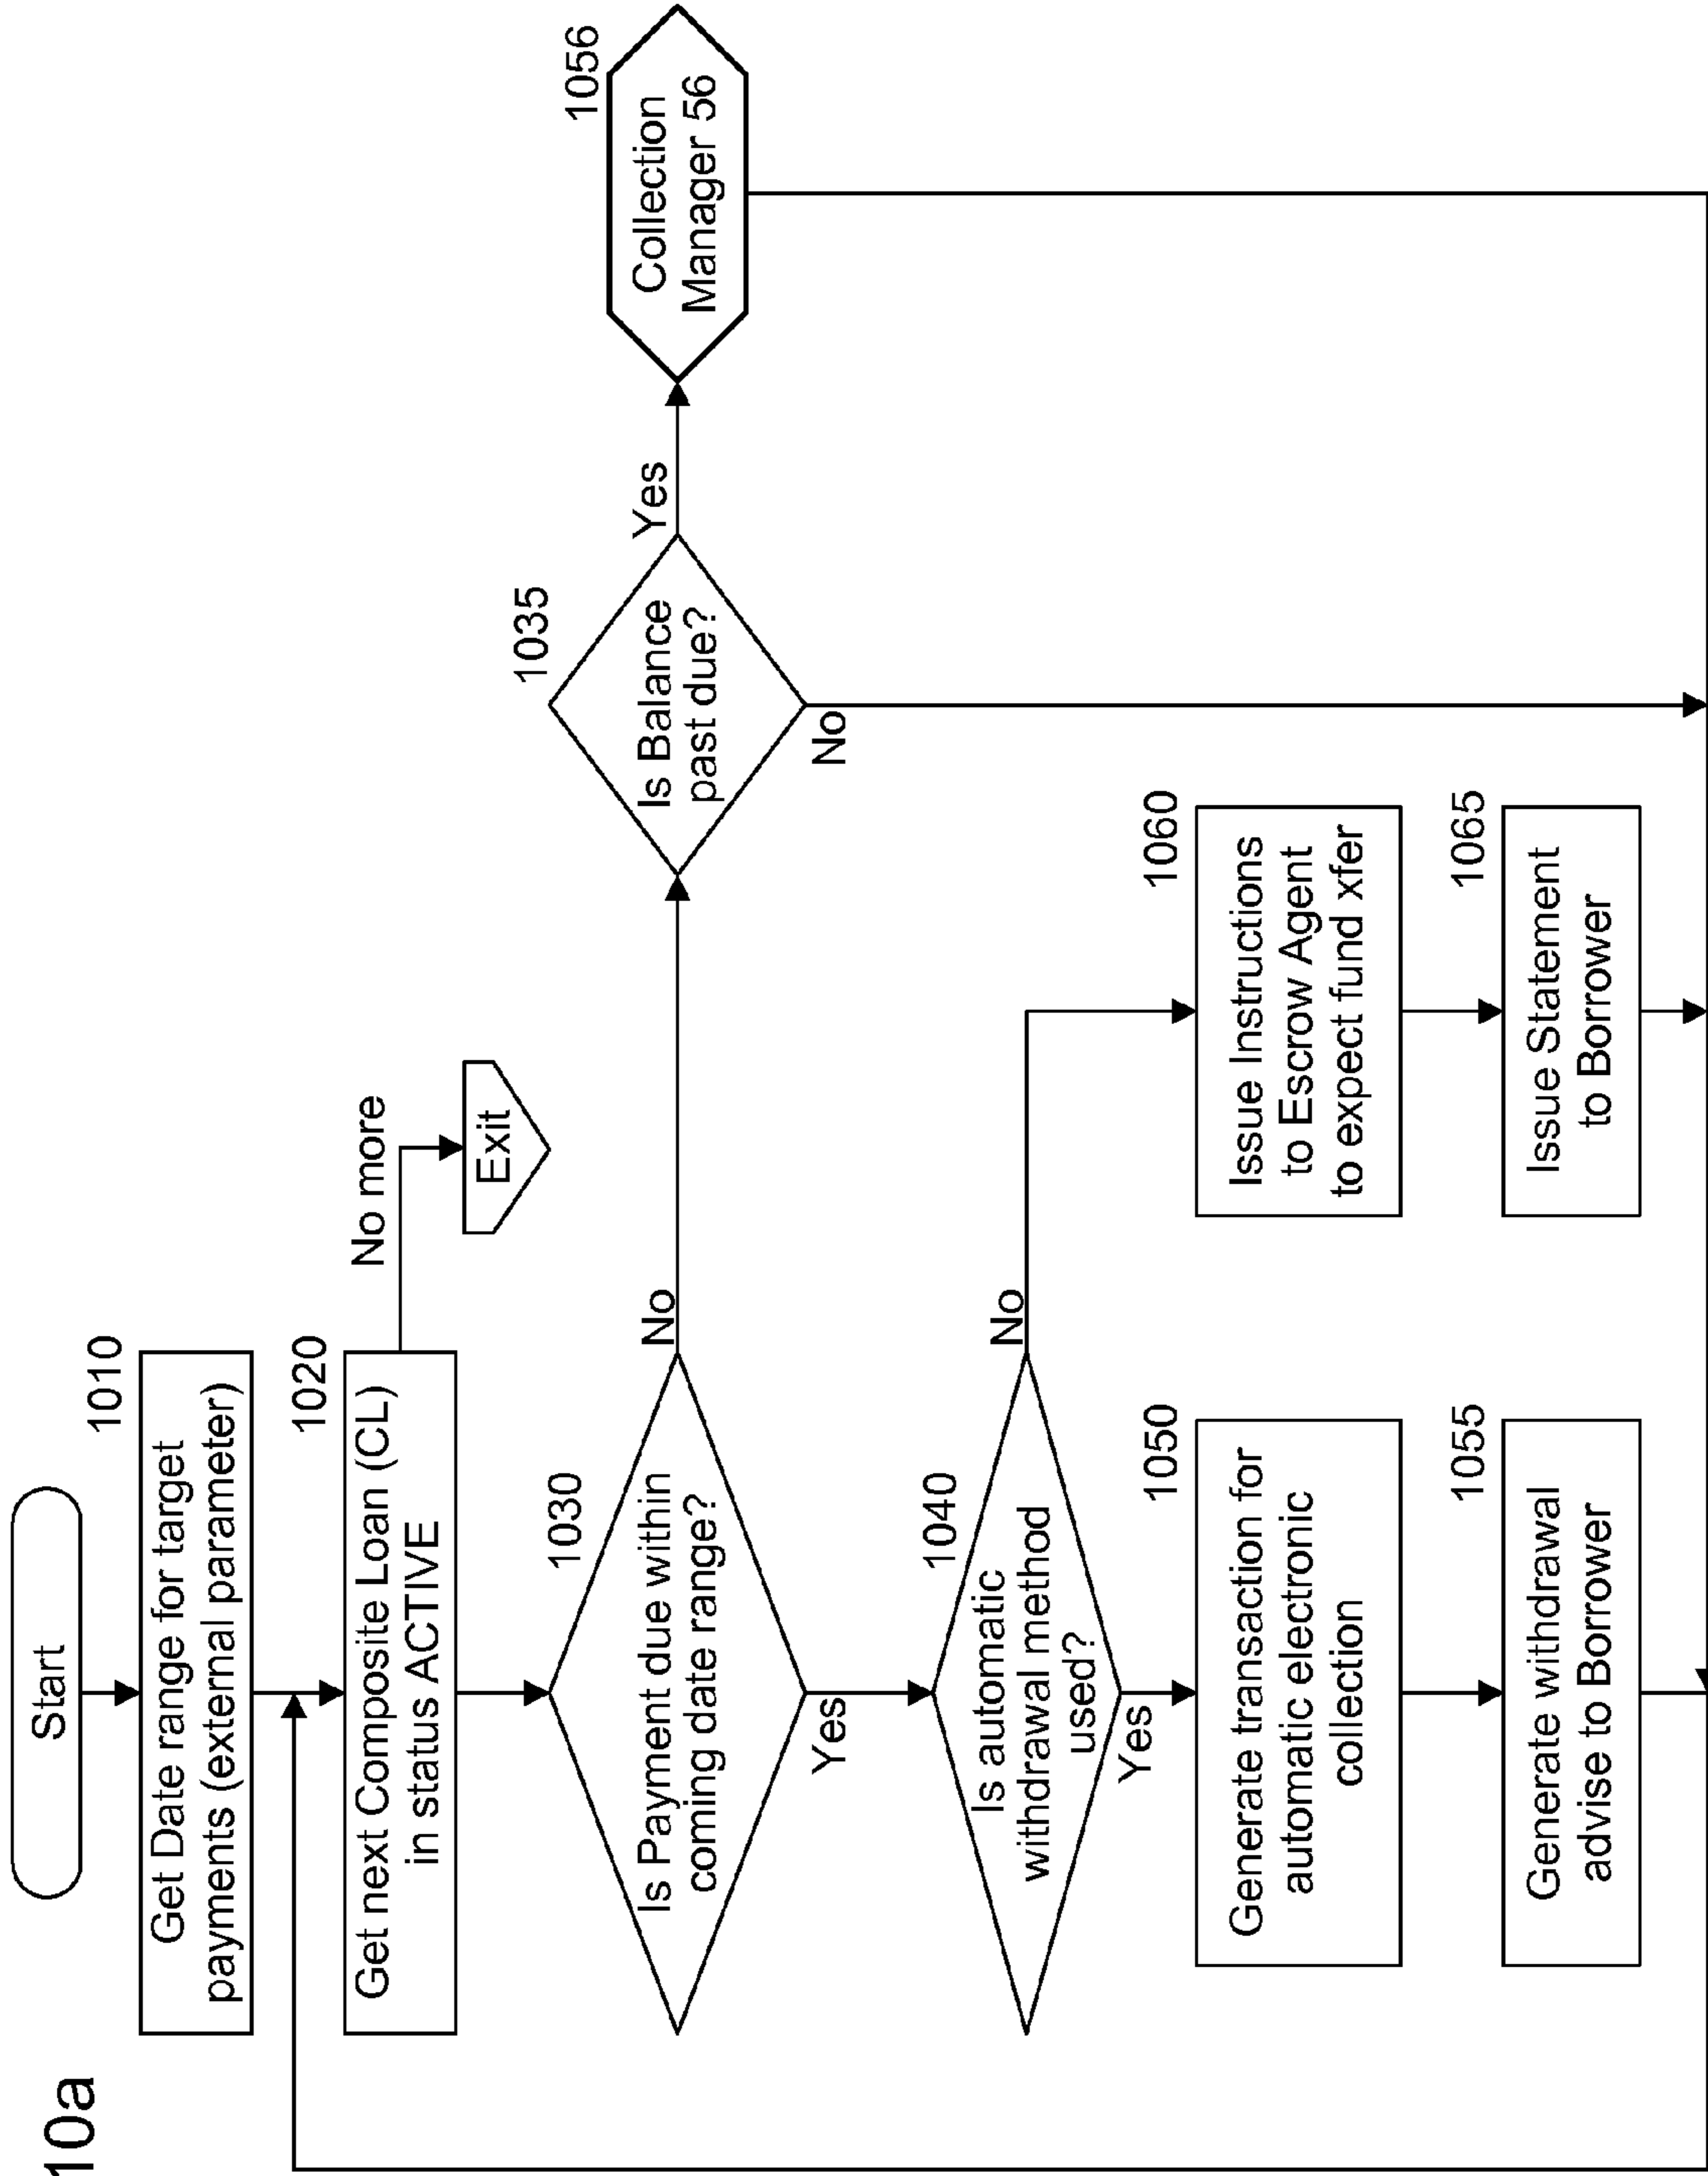 10a
Start
1010
Get Date range for target
payments (external parameter)
1020
Get next Composite Loan (CL)
in status ACTIVE
No more
Exit
1030
Is Payment due within
coming date range?
No
Yes
1035
Is Balance
past due?
Yes
No
1056
Collection
Manager 56
1040
Is automatic
withdrawal method
used?
No
Yes
1050
Generate transaction for
automatic electronic
collection
1055
Generate withdrawal
advise to Borrower
1060
Issue Instructions
to Escrow Agent
to expect fund xfer
1065
Issue Statement
to Borrower